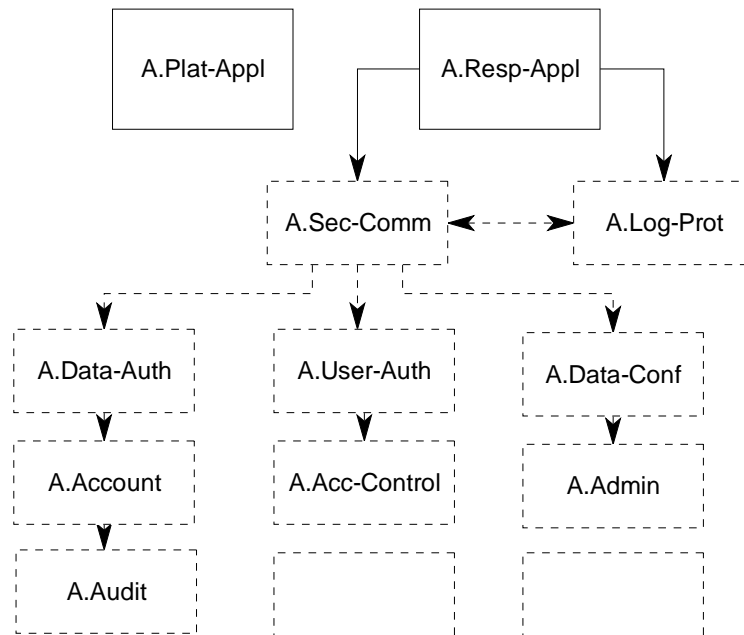 A.Plat-Appl
A.Resp-Appl
A.Sec-Comm
A.Log-Prot
A.Data-Auth
A.User-Auth
A.Data-Conf
A.Account
A.Acc-Control
A.Admin
A.Audit